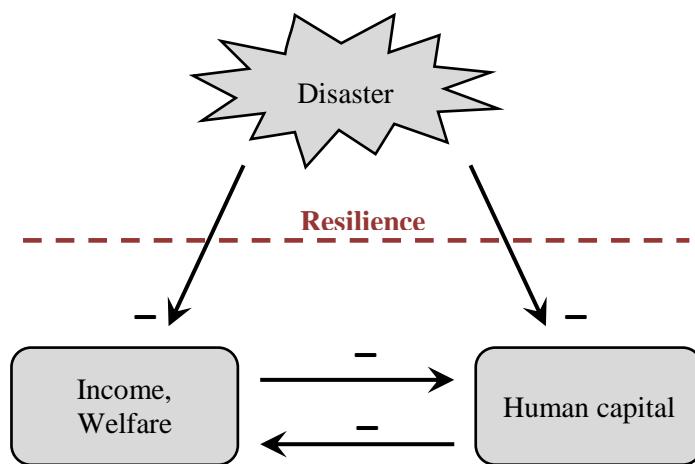 Disaster
Resilience
–
–
–
Income,
Welfare
Human capital
–